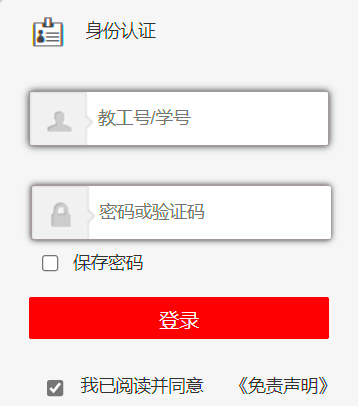 身份认证
教工号/学号
密码或验证码
保存密码
登录
我已阅读并同意 《免责声明》